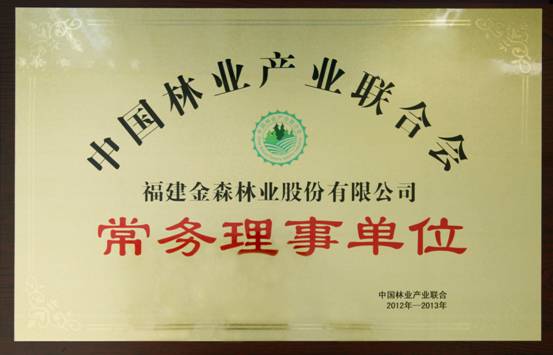 中国林业产业联合会
福建金森林业股份有限公司
常务理事单位
中国林业产业联合
2012年—2013年